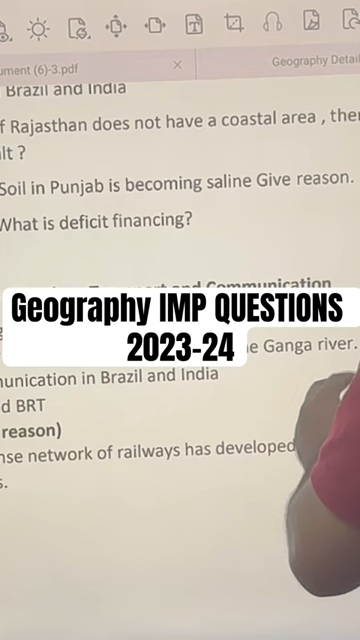 ument (6)-3.pdf
Geography Detail
Brazil and India
f Rajasthan does not have a coastal area , the
lt ?
Soil in Punjab is becoming saline Give reason.
What is deficit financing?
and Communication
Geography IMP QUESTIONS
2023-24
e Ganga river.
unication in Brazil and India
d BRT
reason)
nse network of railways has developed
s.